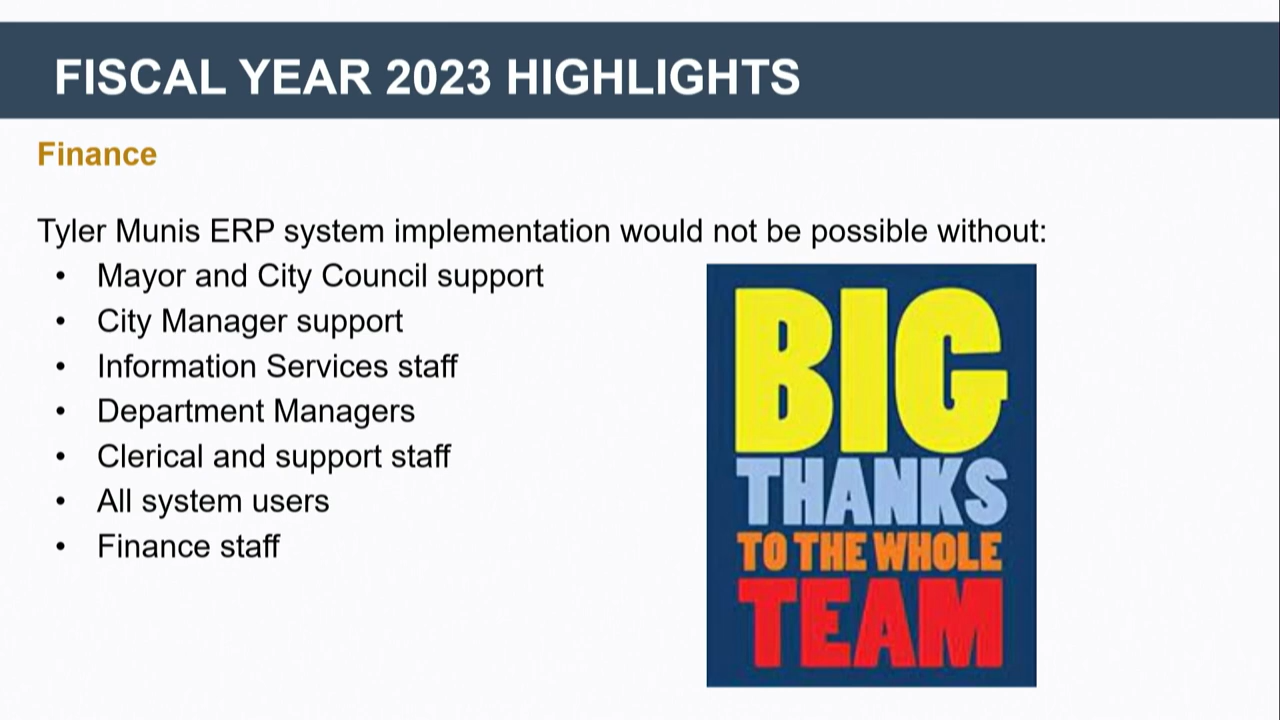 FISCAL YEAR 2023 HIGHLIGHTS
Finance
Tyler Munis ERP system implementation would not be possible without:
• Mayor and City Council support
• City Manager support
• Information Services staff
• Department Managers
• Clerical and support staff
• All system users
• Finance staff
BIG
THANKS
TO THE WHOLE
TEAM